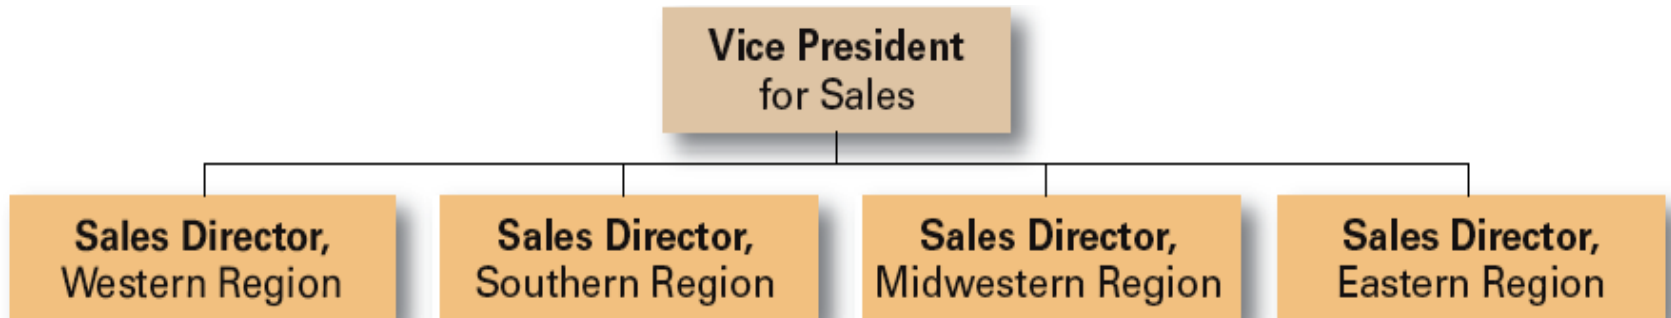 Vice President
for Sales
Sales Director,
Western Region
Sales Director,
Southern Region
Sales Director,
Midwestern Region
Sales Director,
Eastern Region